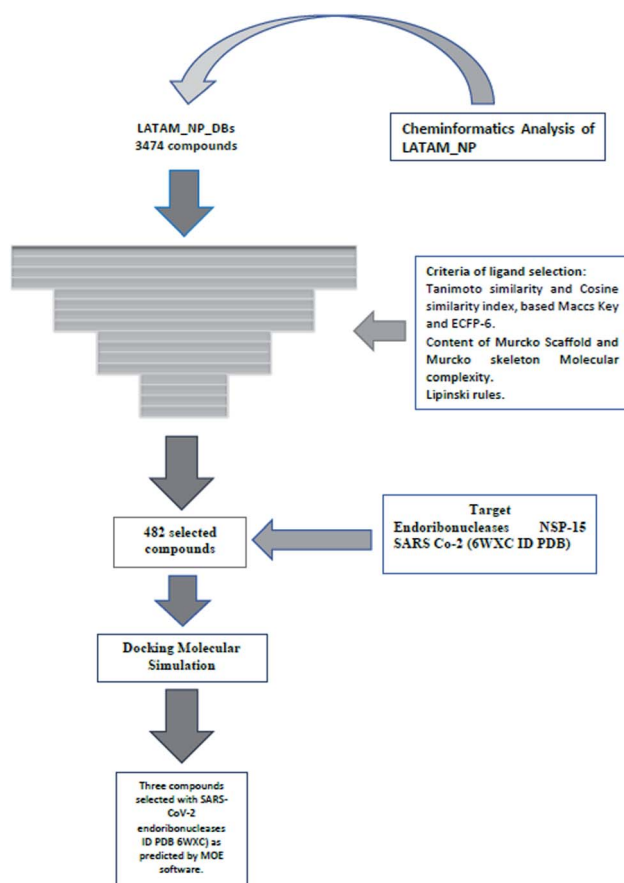 LATAM_NP_DBs
3474 compounds
Cheminformatics Analysis of
LATAM_NP
Criteria of ligand selection:
Tanimoto similarity and Cosine
similarity index, based Maccs Key
and ECFP-6.
Content of Murcko Scaffold and
Murcko skeleton Molecular
complexity.
Lipinski rules.
482 selected
compounds
Target
Endoribonucleases NSP-15
SARS Co-2 (6WXC ID PDB)
Docking Molecular
Simulation
Three compounds
selected with SARS-
CoV-2
endoribonucleases
ID PDB 6WXC) as
predicted by MOE
software.